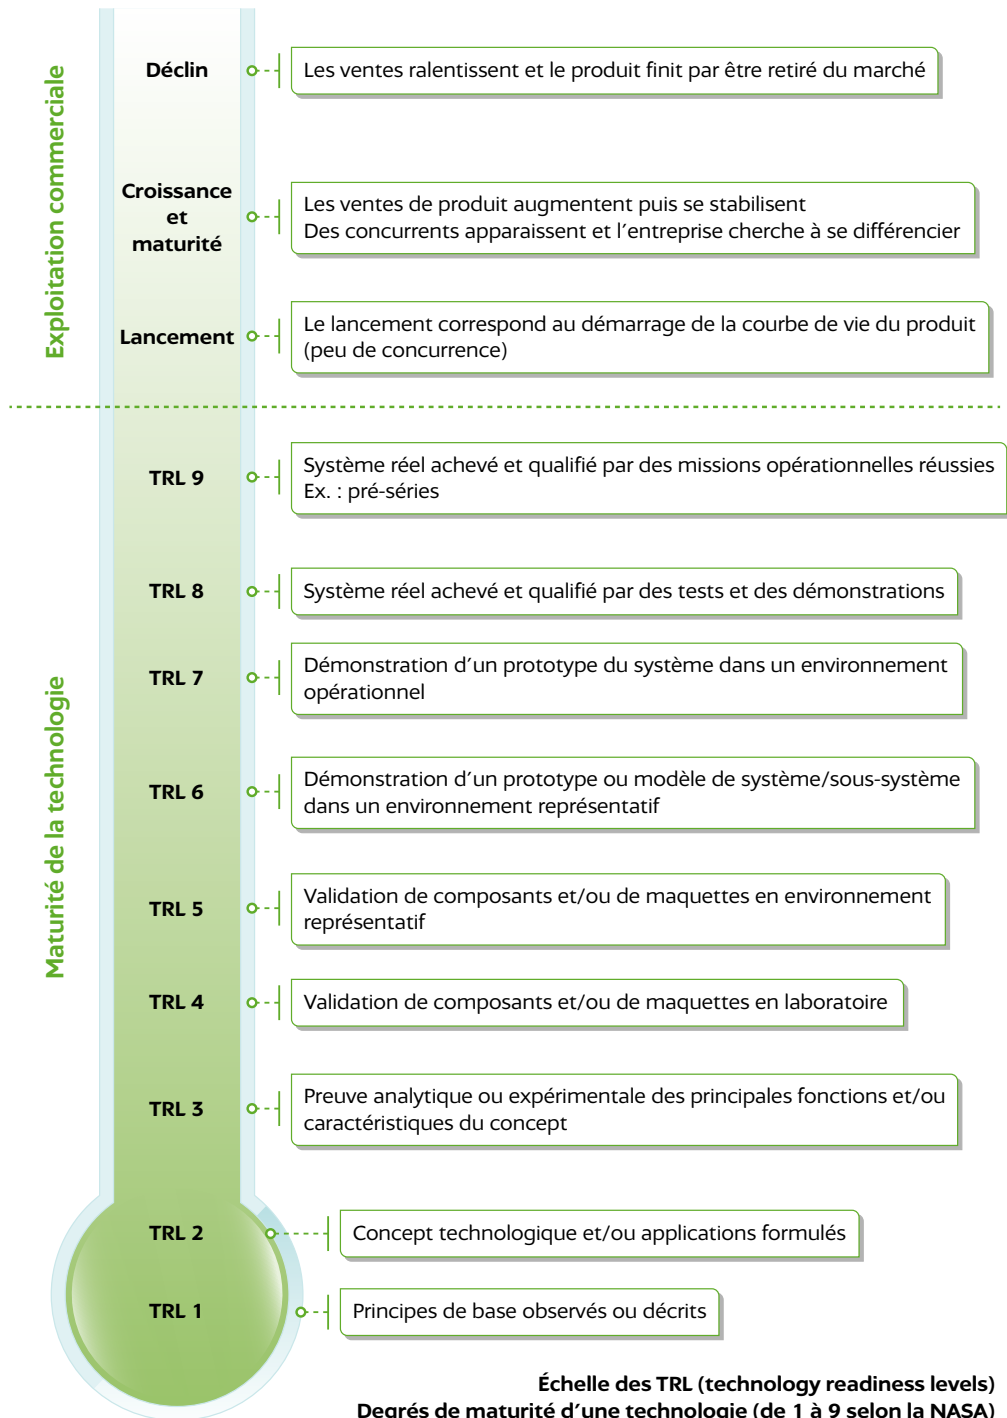 Exploitation commerciale
Déclin
Les ventes ralentissent et le produit finit par être retiré du marché
Croissance
et
maturité
Les ventes de produit augmentent puis se stabilisent
Des concurrents apparaissent et l'entreprise cherche à se différencier
Lancement
Le lancement correspond au démarrage de la courbe de vie du produit
(peu de concurrence)
Maturité de la technologie
TRL 9
Système réel achevé et qualifié par des missions opérationnelles réussies
Ex. : pré-séries
TRL 8
Système réel achevé et qualifié par des tests et des démonstrations
TRL 7
Démonstration d'un prototype du système dans un environnement
opérationnel
TRL 6
Démonstration d'un prototype ou modèle de système/sous-système
dans un environnement représentatif
TRL 5
Validation de composants et/ou de maquettes en environnement
représentatif
TRL 4
Validation de composants et/ou de maquettes en laboratoire
TRL 3
Preuve analytique ou expérimentale des principales fonctions et/ou
caractéristiques du concept
TRL 2
Concept technologique et/ou applications formulés
TRL 1
Principes de base observés ou décrits
Échelle des TRL (technology readiness levels)
Degrés de maturité d'une technologie (de 1 à 9 selon la NASA)